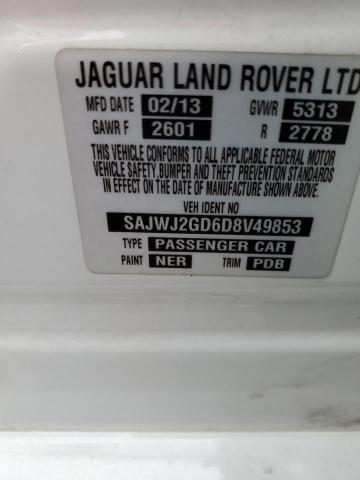 JAGUAR LAND ROVER LTD
MFD DATE 02/13 GVWR 5313
GAWR F 2601 R 2778
THIS VEHICLE CONFORMS TO ALL APPLICABLE FEDERAL MOTOR
VEHICLE SAFETY.BUMPER AND THEFT PREVENTION STANDARDS
IN EFFECT ON THE DATE OF MANUFACTURE SHOWN ABOVE.
VEH IDENT NO
SAJWJ2GD6D8V49853
TYPE PASSENGER CAR
PAINT NER TRIM PDB